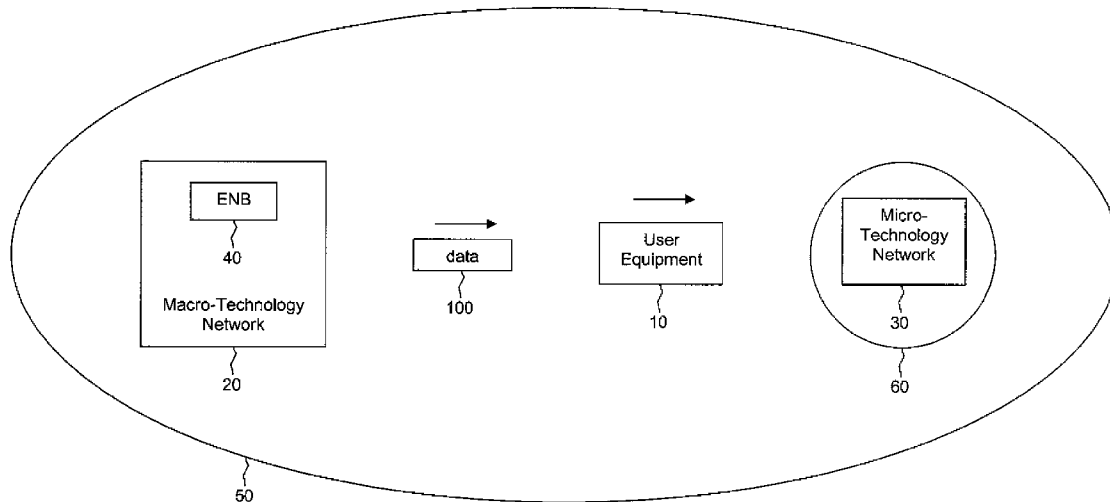 ENB
40
Macro-Technology
Network
20
data
100
User
Equipment
10
Micro-
Technology
Network
30
60
50